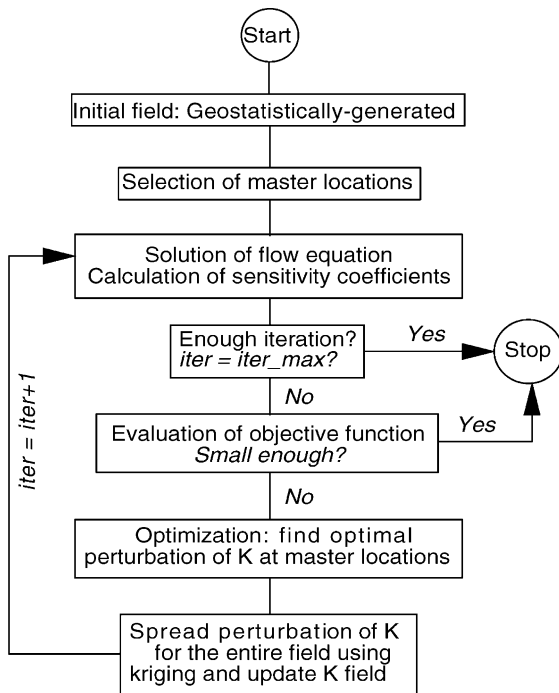 Start
Initial field: Geostatistically-generated
Selection of master locations
Solution of flow equation
Calculation of sensitivity coefficients
Enough iteration?
iter = iter_max?
Yes
Stop
No
Evaluation of objective function
Small enough?
Yes
No
Optimization: find optimal
perturbation of K at master locations
Spread perturbation of K
for the entire field using
kriging and update K field
iter = iter+1